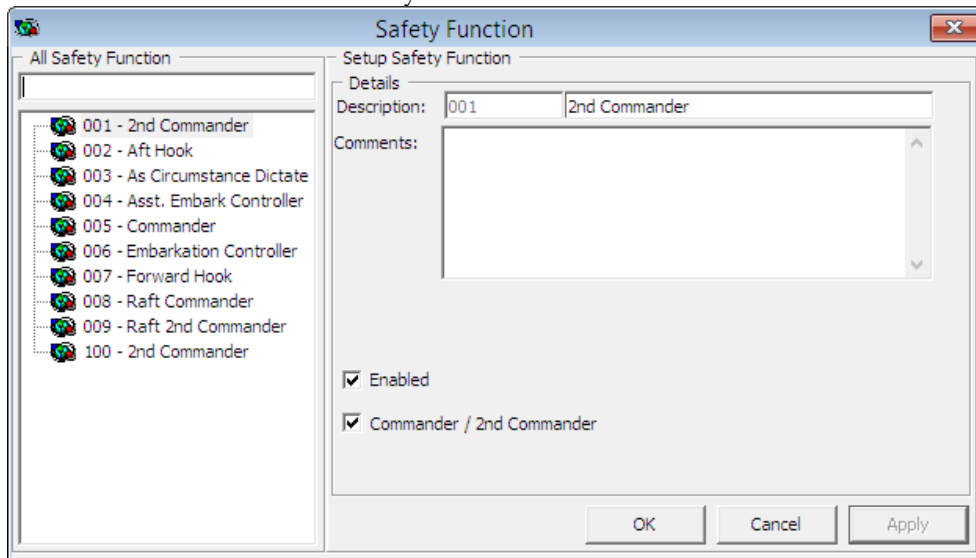 Safety Function
All Safety Function
001 - 2nd Commander
002 - Aft Hook
003 - As Circumstance Dictate
004 - Asst. Embark Controller
005 - Commander
006 - Embarkation Controller
007 - Forward Hook
008 - Raft Commander
009 - Raft 2nd Commander
100 - 2nd Commander
Setup Safety Function
Details
Description: 001 2nd Commander
Comments:
Enabled
Commander / 2nd Commander
OK Cancel Apply